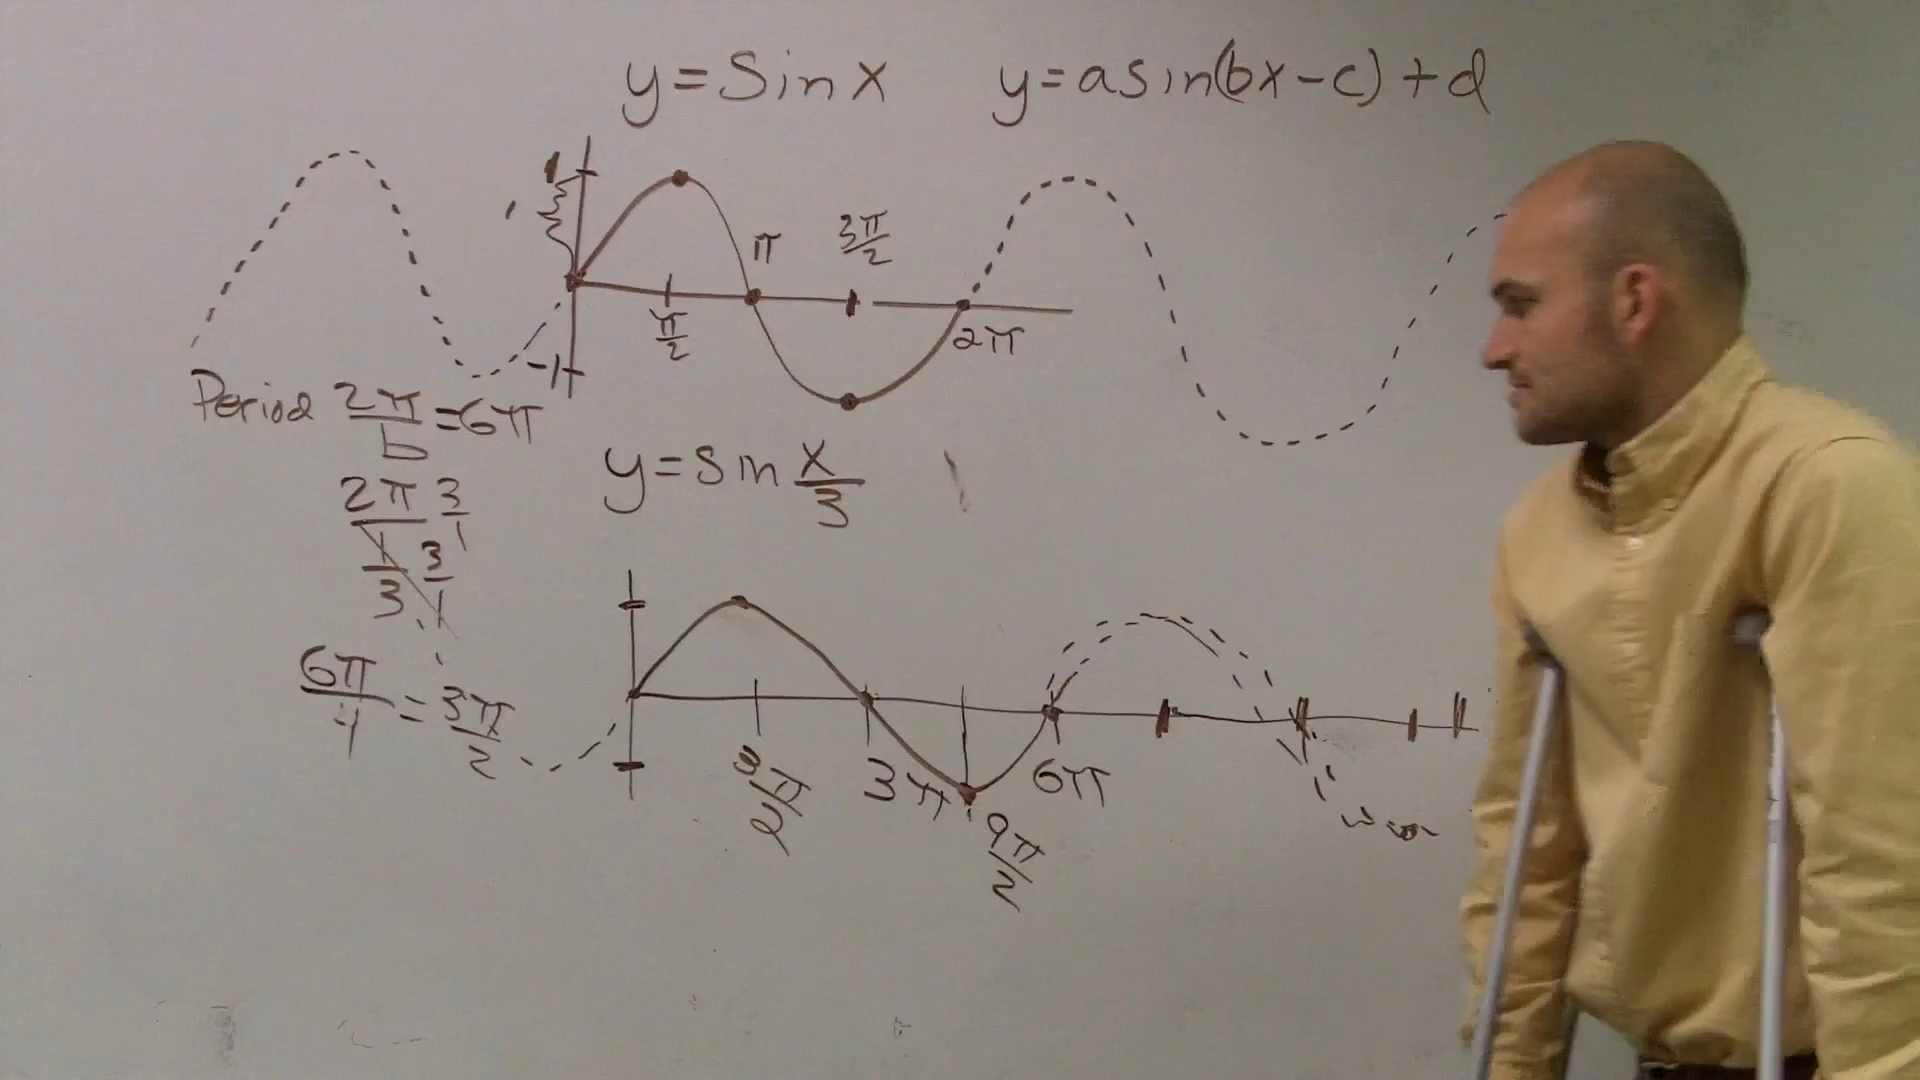 y = Sin x y = a sin(bx - c) + d
1
π 3π/2
π/2 2π
-1
Period 2π/b = 6π
y = sin x/3
2π 3/1
1/3 3/1
6π/4 = 3π/2
3π/2 3π 9π/2 6π